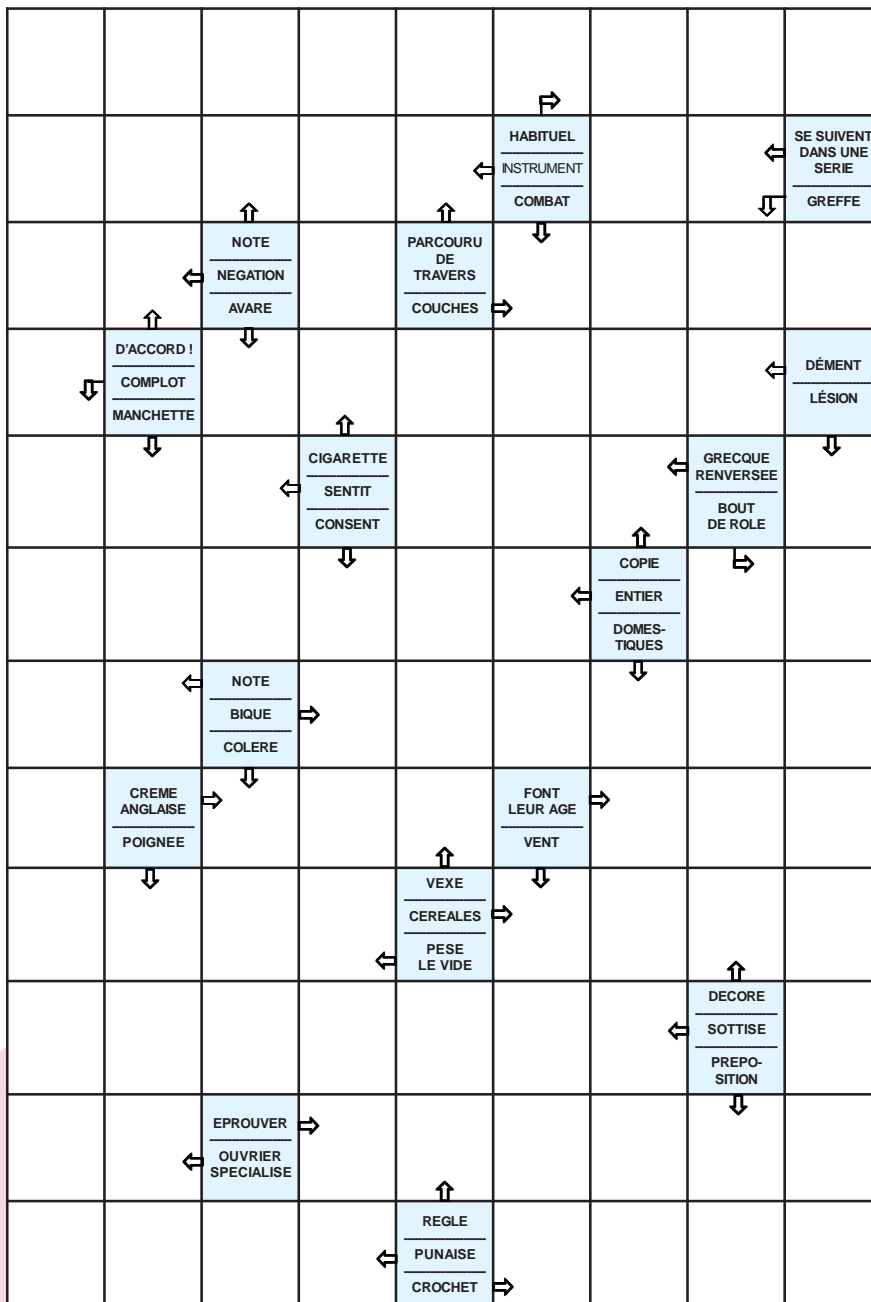 HABITUEL
INSTRUMENT
COMBAT
SE SUIVENT
DANS UNE
SERIE
GREFFE
NOTE
NEGATION
AVARE
PARCOURU
DE
TRAVERS
COUCHES
D'ACCORD !
COMPLOT
MANCHETTE
DÉMENT
LÉSION
CIGARETTE
SENTIT
CONSENT
GRECQUE
RENVERSEE
BOUT
DE ROLE
COPIE
ENTIER
DOMES-
TIQUES
NOTE
BIQUE
COLERE
CREME
ANGLAISE
POIGNEE
FONT
LEUR AGE
VENT
VEXE
CEREALES
PESE
LE VIDE
DECORE
SOTTISE
PREPO-
SITION
EPROUVER
OUVRIER
SPECIALISE
REGLE
PUNAISE
CROCHET